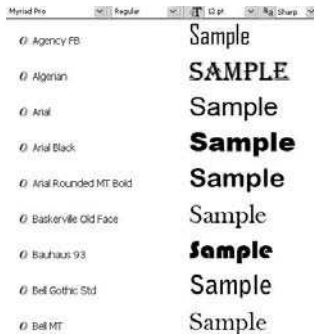 Myriad Pro Regular T 12 pt aa Sharp
O Agency FB Sample
O Algerian SAMPLE
O Arial Sample
O Arial Black Sample
O Arial Rounded MT Bold Sample
O Baskerville Old Face Sample
O Bauhaus 93 Sample
O Bell Gothic Std Sample
O Bell MT Sample